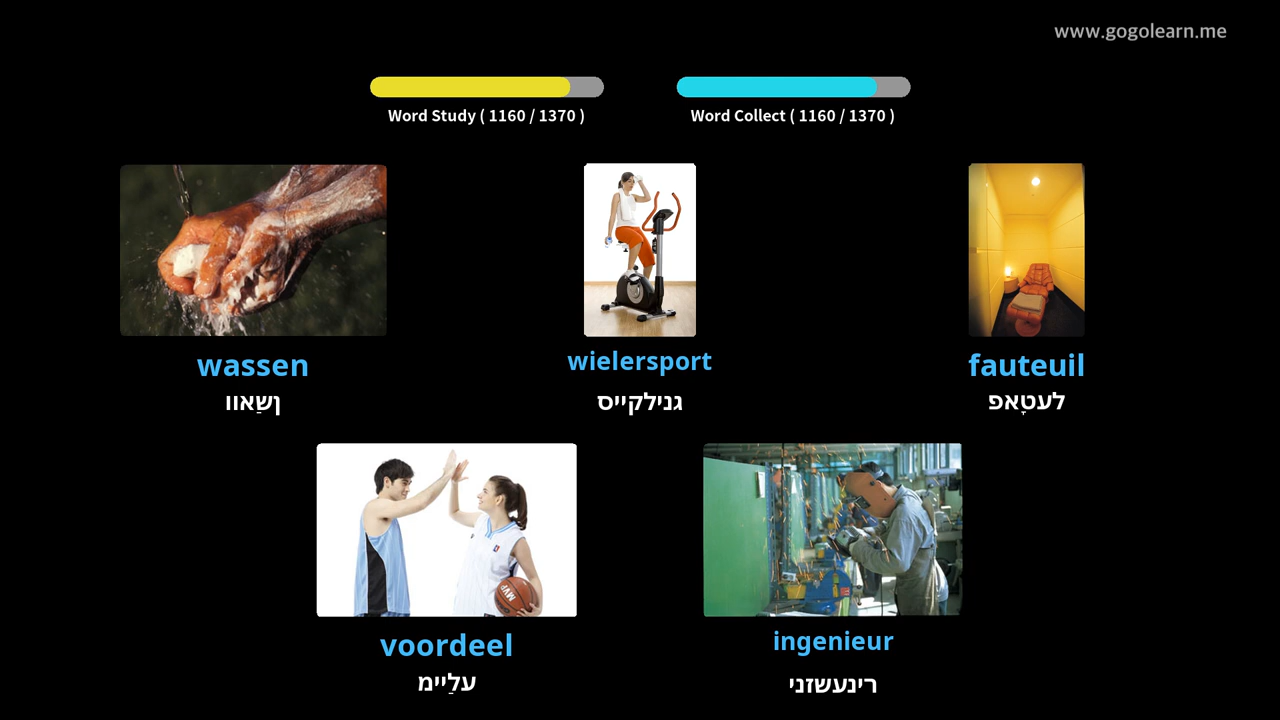 www.gogolearn.me
Word Study ( 1160 / 1370 )
Word Collect ( 1160 / 1370 )
wassen
ןשַאוו
wielersport
גנילקייס
fauteuil
לעטָאפ
voordeel
עלַיימ
ingenieur
רינעשזני